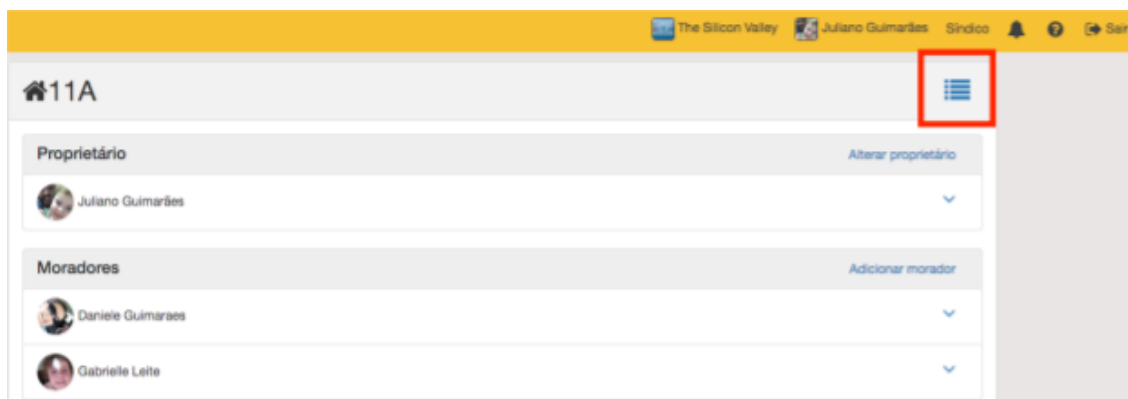 The Silicon Valley Juliano Guimarães Síndico Sair
11A
Proprietário Alterar proprietário
Juliano Guimarães
Moradores Adicionar morador
Daniele Guimaraes
Gabrielle Leite